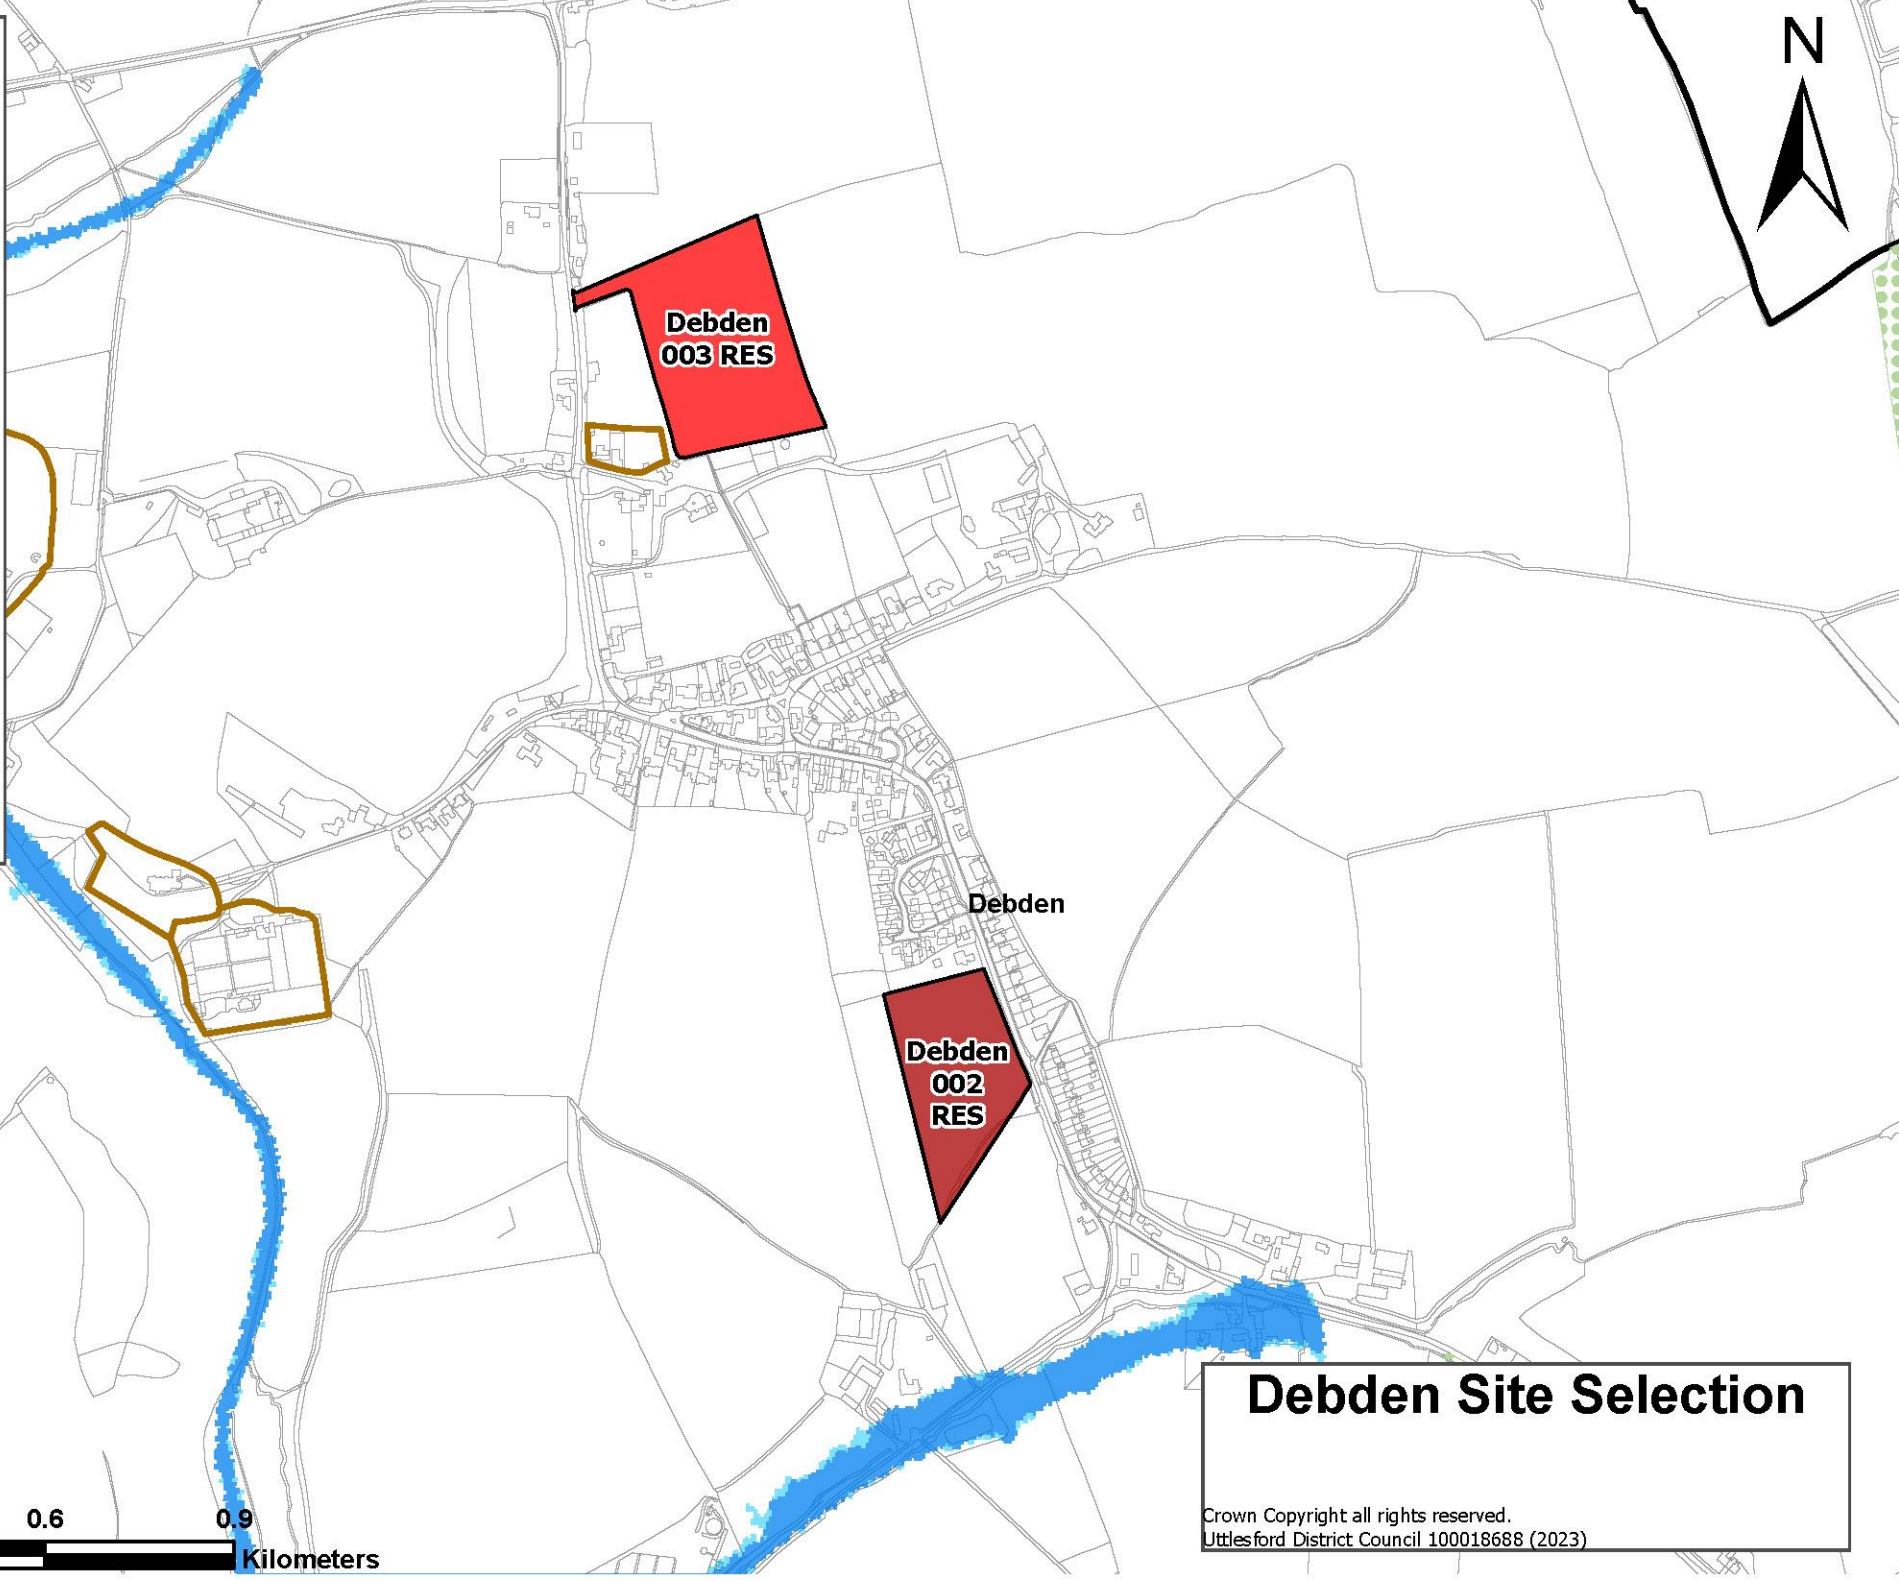 N
Debden
003 RES
Debden
Debden
002
RES
Debden Site Selection
Crown Copyright all rights reserved.
Uttlesford District Council 100018688 (2023)
0.6 0.9
Kilometers